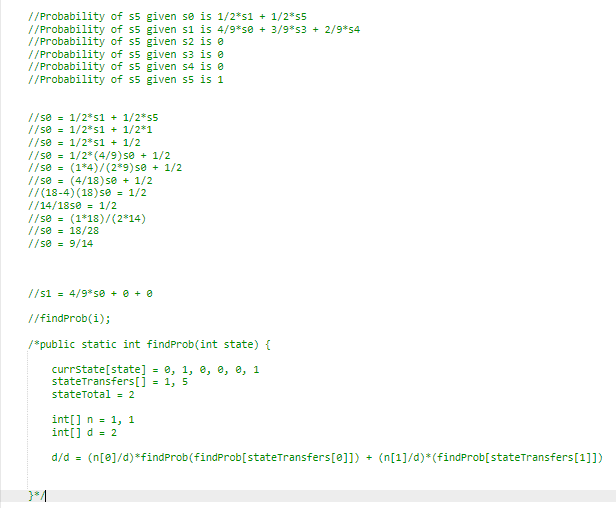 //Probability of s5 given s0 is 1/2*s1 + 1/2*s5
//Probability of s5 given s1 is 4/9*s0 + 3/9*s3 + 2/9*s4
//Probability of s5 given s2 is 0
//Probability of s5 given s3 is 0
//Probability of s5 given s4 is 0
//Probability of s5 given s5 is 1
//s0 = 1/2*s1 + 1/2*s5
//s0 = 1/2*s1 + 1/2*1
//s0 = 1/2*s1 + 1/2
//s0 = 1/2*(4/9)s0 + 1/2
//s0 = (1*4)/(2*9)s0 + 1/2
//s0 = (4/18)s0 + 1/2
//(18-4)(18)s0 = 1/2
//14/18s0 = 1/2
//s0 = (1*18)/(2*14)
//s0 = 18/28
//s0 = 9/14
//s1 = 4/9*s0 + 0 + 0
//findProb(i);
/*public static int findProb(int state) {
currState[state] = 0, 1, 0, 0, 0, 1
stateTransfers[] = 1, 5
stateTotal = 2
int[] n = 1, 1
int[] d = 2
d/d = (n[0]/d)*findProb(findProb[stateTransfers[0]]) + (n[1]/d)*(findProb[stateTransfers[1]])
}*/